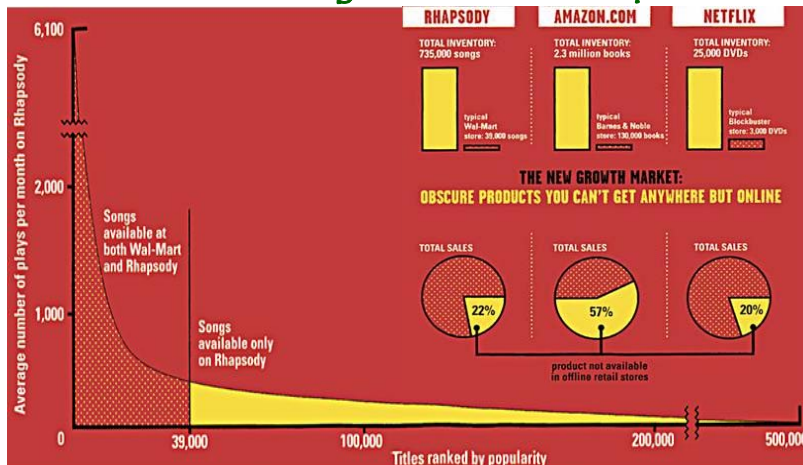 RHAPSODY
TOTAL INVENTORY:
735,000 songs
typical
Wal-Mart
store: 39,000 songs
AMAZON.COM
TOTAL INVENTORY:
2.3 million books
typical
Barnes & Noble
store: 130,000 books
NETFLIX
TOTAL INVENTORY:
25,000 DVDs
typical
Blockbuster
store: 3,000 DVDs
THE NEW GROWTH MARKET:
OBSCURE PRODUCTS YOU CAN'T GET ANYWHERE BUT ONLINE
TOTAL SALES
22%
TOTAL SALES
57%
TOTAL SALES
20%
product not available
in offline retail stores
Average number of plays per month on Rhapsody
6,100
2,000
1,000
0
Songs
available at
both Wal-Mart
and Rhapsody
Songs
available only
on Rhapsody
39,000
100,000
200,000
500,000
Titles ranked by popularity